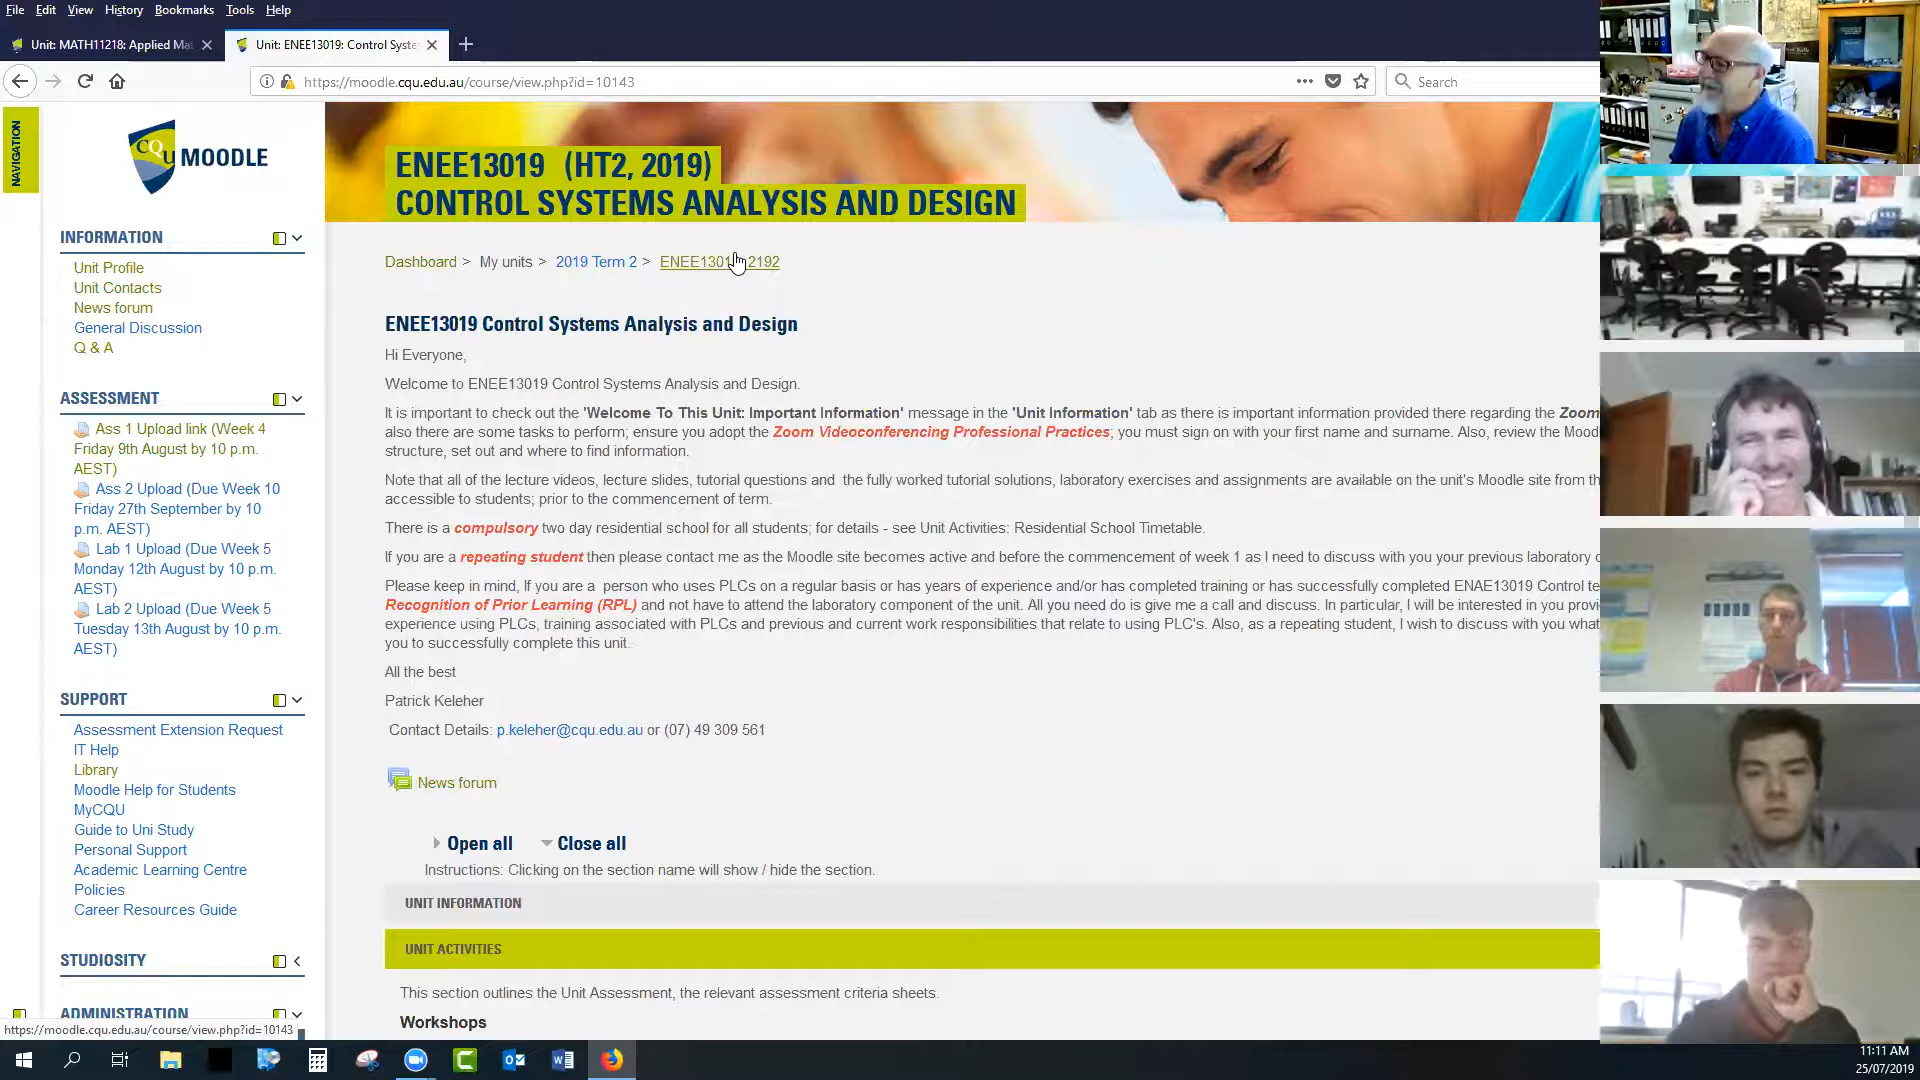 File Edit View History Bookmarks Tools Help
Unit: MATH11218: Applied Ma
Unit: ENEE13019: Control Syste
https://moodle.cqu.edu.au/course/view.php?id=10143
Search
NAVIGATION
CQU MOODLE
ENEE13019 (HT2, 2019)
CONTROL SYSTEMS ANALYSIS AND DESIGN
INFORMATION
Unit Profile
Unit Contacts
News forum
General Discussion
Q & A
ASSESSMENT
Ass 1 Upload link (Week 4
Friday 9th August by 10 p.m.
AEST)
Ass 2 Upload (Due Week 10
Friday 27th September by 10
p.m. AEST)
Lab 1 Upload (Due Week 5
Monday 12th August by 10 p.m.
AEST)
Lab 2 Upload (Due Week 5
Tuesday 13th August by 10 p.m.
AEST)
SUPPORT
Assessment Extension Request
IT Help
Library
Moodle Help for Students
MyCQU
Guide to Uni Study
Personal Support
Academic Learning Centre
Policies
Career Resources Guide
STUDIOSITY
ADMINISTRATION
https://moodle.cqu.edu.au/course/view.php?id=10143
Dashboard > My units > 2019 Term 2 > ENEE1301 2192
ENEE13019 Control Systems Analysis and Design
Hi Everyone,
Welcome to ENEE13019 Control Systems Analysis and Design.
It is important to check out the 'Welcome To This Unit: Important Information' message in the 'Unit Information' tab as there is important information provided there regarding the Zoom
also there are some tasks to perform; ensure you adopt the Zoom Videoconferencing Professional Practices; you must sign on with your first name and surname. Also, review the Mood
structure, set out and where to find information.
Note that all of the lecture videos, lecture slides, tutorial questions and the fully worked tutorial solutions, laboratory exercises and assignments are available on the unit's Moodle site from th
accessible to students; prior to the commencement of term.
There is a compulsory two day residential school for all students; for details - see Unit Activities: Residential School Timetable.
If you are a repeating student then please contact me as the Moodle site becomes active and before the commencement of week 1 as I need to discuss with you your previous laboratory c
Please keep in mind, If you are a person who uses PLCs on a regular basis or has years of experience and/or has completed training or has successfully completed ENAE13019 Control te
Recognition of Prior Learning (RPL) and not have to attend the laboratory component of the unit. All you need do is give me a call and discuss. In particular, I will be interested in you provi
experience using PLCs, training associated with PLCs and previous and current work responsibilities that relate to using PLC's. Also, as a repeating student, I wish to discuss with you what
you to successfully complete this unit.
All the best
Patrick Keleher
Contact Details: p.keleher@cqu.edu.au or (07) 49 309 561
News forum
Open all Close all
Instructions: Clicking on the section name will show / hide the section.
UNIT INFORMATION
UNIT ACTIVITIES
This section outlines the Unit Assessment, the relevant assessment criteria sheets.
Workshops
11:11 AM
25/07/2019